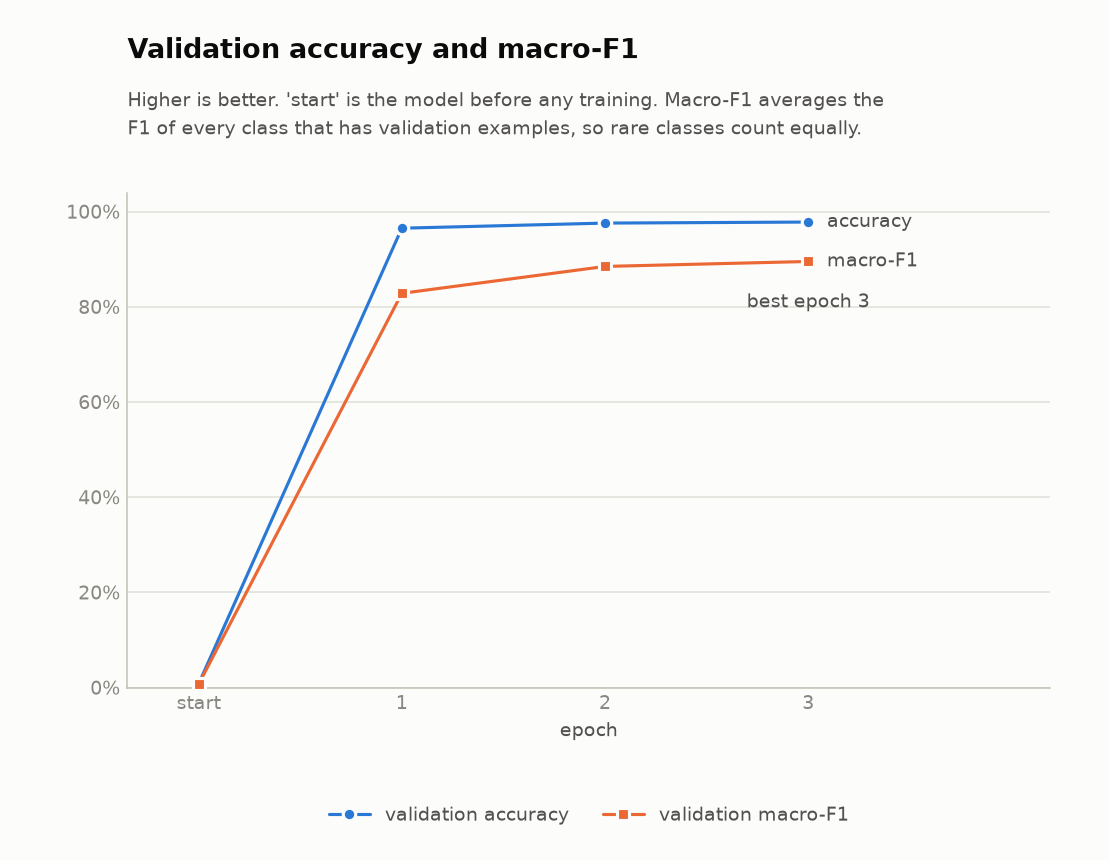 Validation accuracy and macro-F1
Higher is better. 'start' is the model before any training. Macro-F1 averages the
F1 of every class that has validation examples, so rare classes count equally.
100%
80%
60%
40%
20%
0%
accuracy
macro-F1
best epoch 3
start
1
2
3
epoch
validation accuracy
validation macro-F1